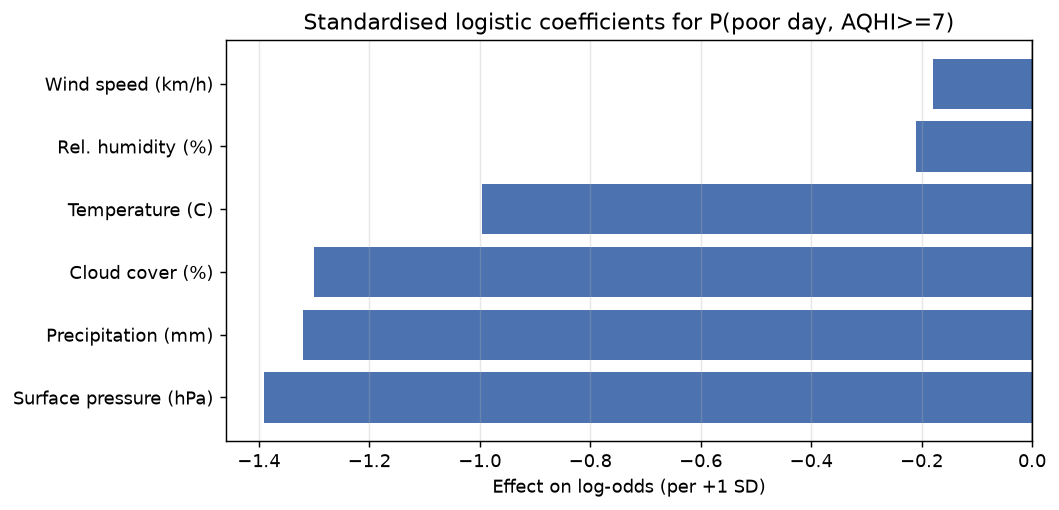 Standardised logistic coefficients for P(poor day, AQHI>=7)
Wind speed (km/h)
Rel. humidity (%)
Temperature (C)
Cloud cover (%)
Precipitation (mm)
Surface pressure (hPa)
−1.4 −1.2 −1.0 −0.8 −0.6 −0.4 −0.2 0.0
Effect on log-odds (per +1 SD)